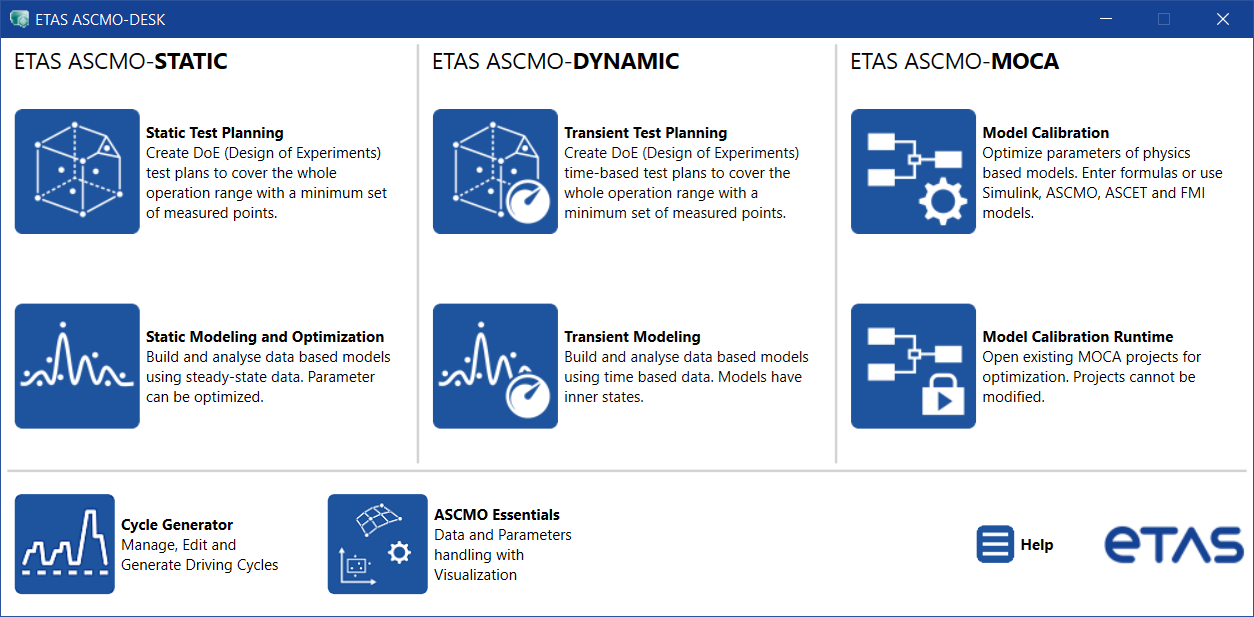 ETAS ASCMO-DESK
ETAS ASCMO-STATIC
Static Test Planning
Create DoE (Design of Experiments)
test plans to cover the whole
operation range with a minimum set
of measured points.
Static Modeling and Optimization
Build and analyse data based models
using steady-state data. Parameter
can be optimized.
ETAS ASCMO-DYNAMIC
Transient Test Planning
Create DoE (Design of Experiments)
time-based test plans to cover the
whole operation range with a
minimum set of measured points.
Transient Modeling
Build and analyse data based models
using time based data. Models have
inner states.
ETAS ASCMO-MOCA
Model Calibration
Optimize parameters of physics
based models. Enter formulas or use
Simulink, ASCMO, ASCET and FMI
models.
Model Calibration Runtime
Open existing MOCA projects for
optimization. Projects cannot be
modified.
Cycle Generator
Manage, Edit and
Generate Driving Cycles
ASCMO Essentials
Data and Parameters
handling with
Visualization
Help
eTAS